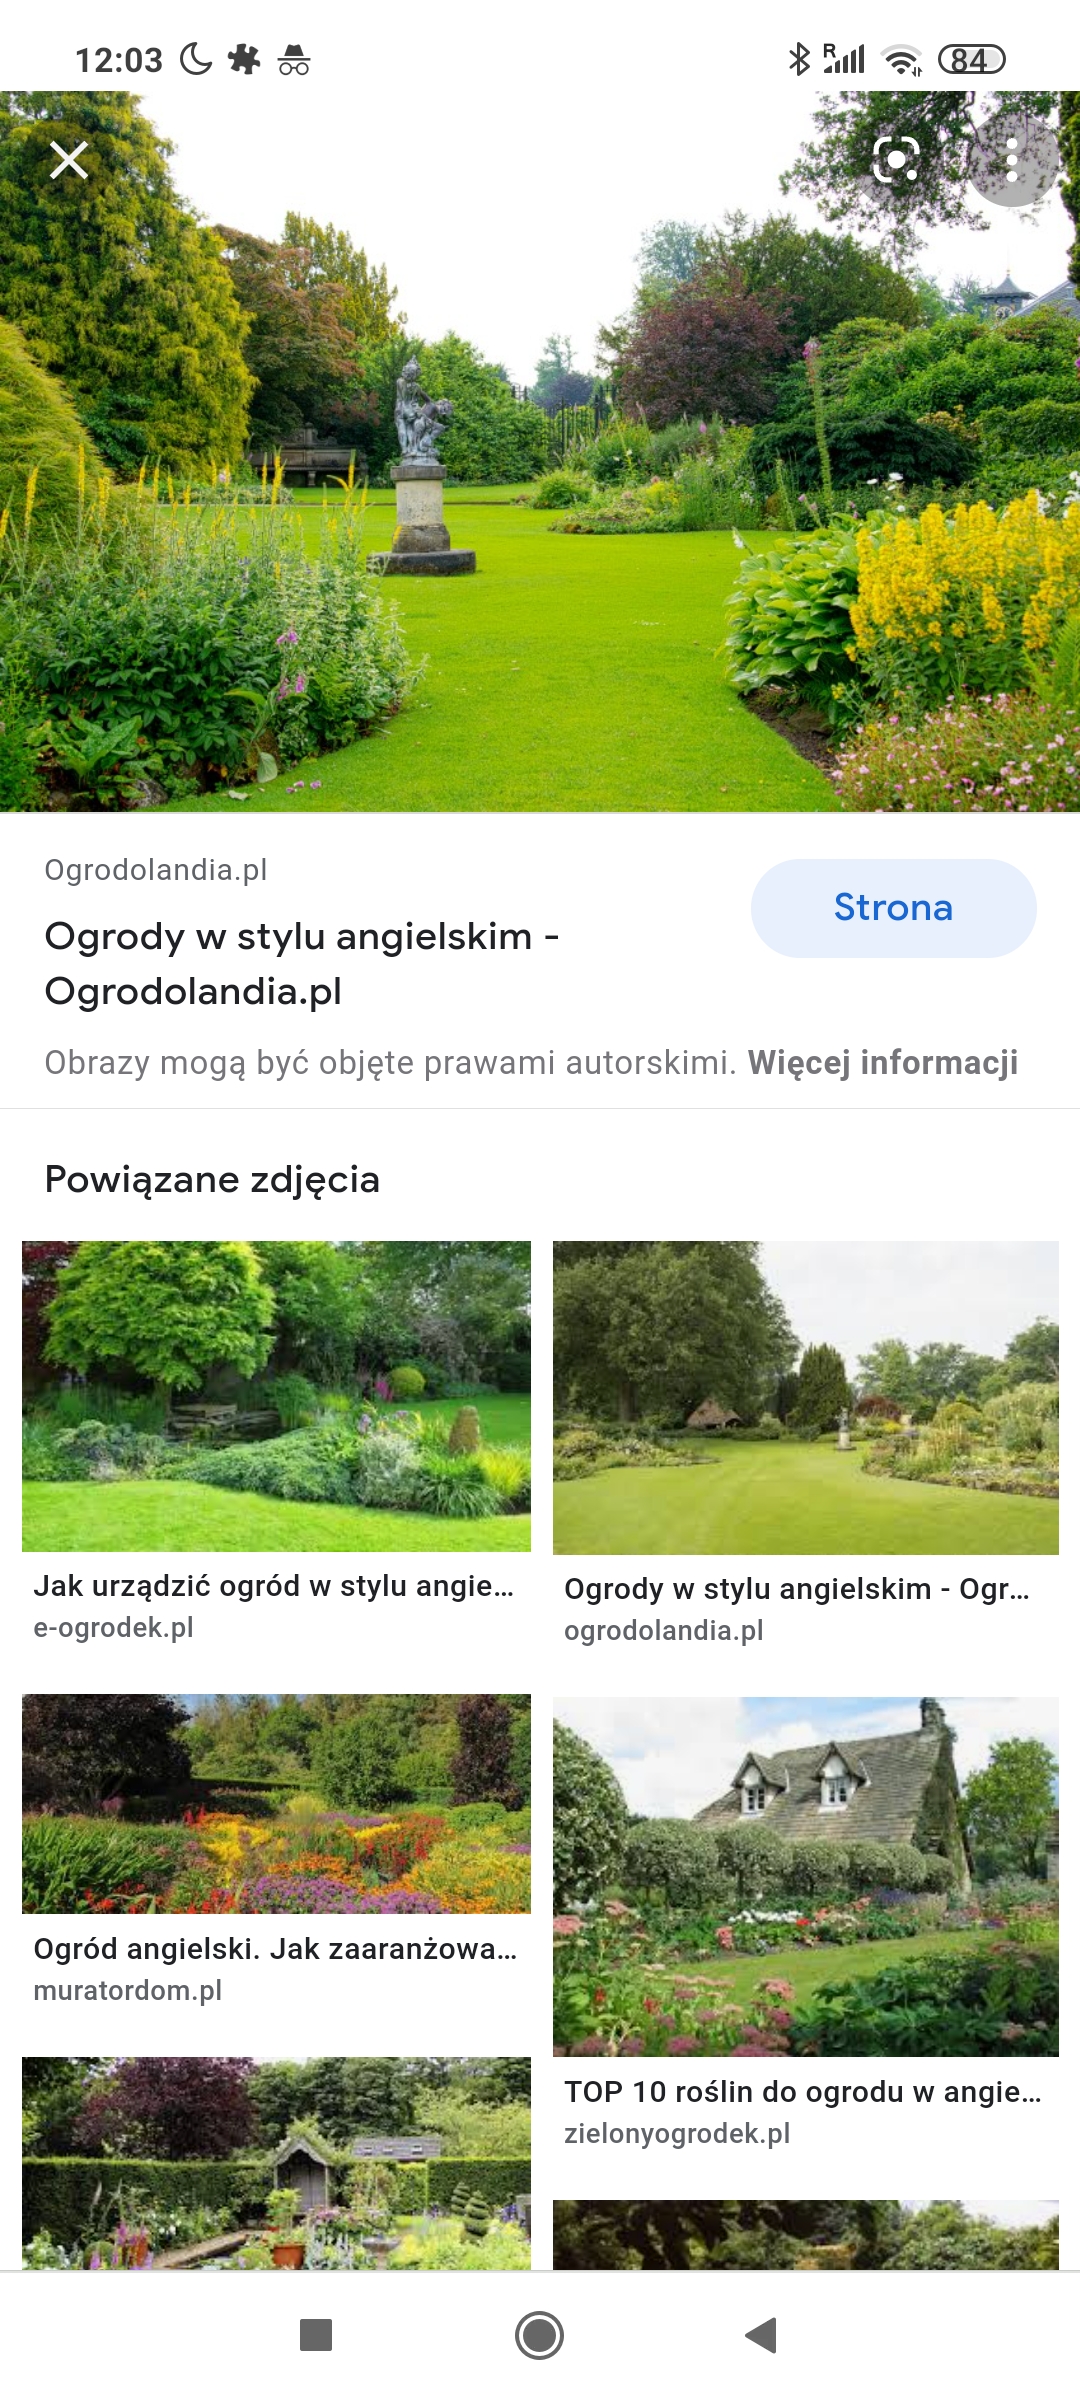 12:03
R
84
Ogrodolandia.pl
Strona
Ogrody w stylu angielskim -
Ogrodolandia.pl
Obrazy mogą być objęte prawami autorskimi. Więcej informacji
Powiązane zdjęcia
Jak urządzić ogród w stylu angie...
e-ogrodek.pl
Ogrody w stylu angielskim - Ogr...
ogrodolandia.pl
Ogród angielski. Jak zaaranżowa...
muratordom.pl
TOP 10 roślin do ogrodu w angie...
zielonyogrodek.pl